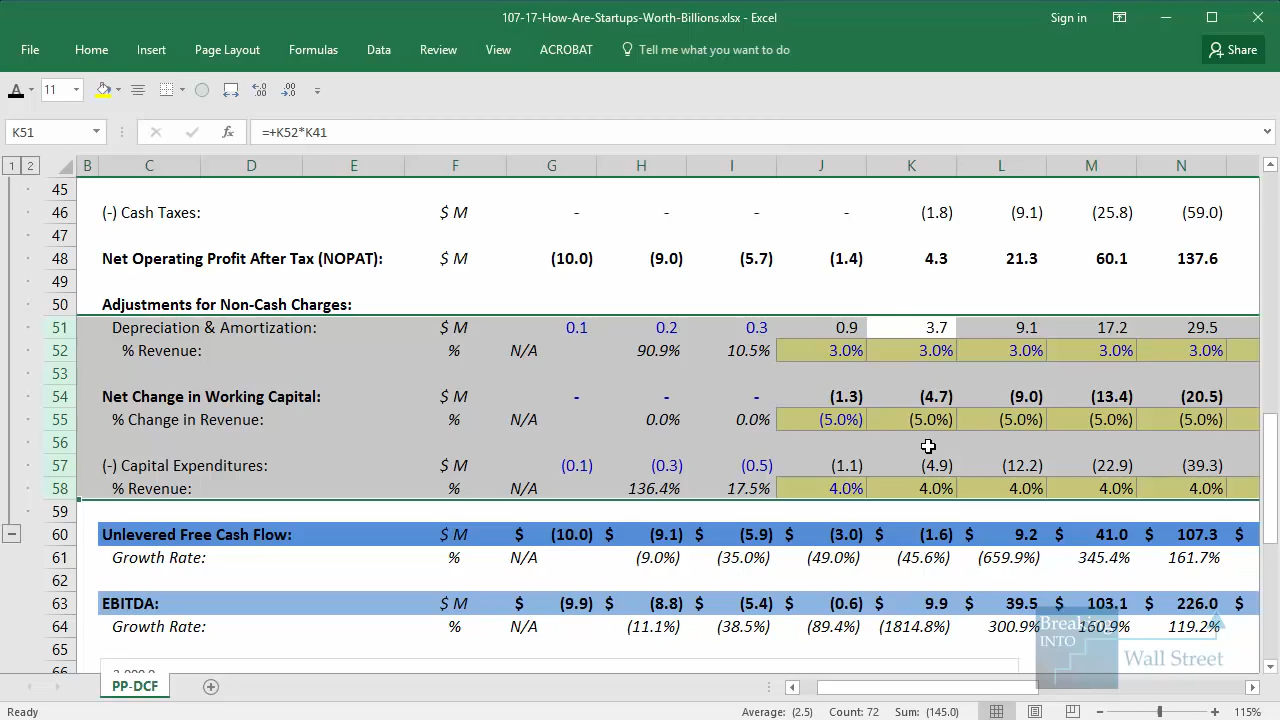 107-17-How-Are-Startups-Worth-Billions.xlsx - Excel Sign in
File Home Insert Page Layout Formulas Data Review View ACROBAT Tell me what you want to do Share
A 11
K51 fx =+K52*K41
1 2 B C D E F G H I J K L M N
45
46 (-) Cash Taxes: $ M - - - - (1.8) (9.1) (25.8) (59.0)
47
48 Net Operating Profit After Tax (NOPAT): $ M (10.0) (9.0) (5.7) (1.4) 4.3 21.3 60.1 137.6
49
50 Adjustments for Non-Cash Charges:
51 Depreciation & Amortization: $ M 0.1 0.2 0.3 0.9 3.7 9.1 17.2 29.5
52 % Revenue: % N/A 90.9% 10.5% 3.0% 3.0% 3.0% 3.0% 3.0%
53
54 Net Change in Working Capital: $ M - - - (1.3) (4.7) (9.0) (13.4) (20.5)
55 % Change in Revenue: % N/A 0.0% 0.0% (5.0%) (5.0%) (5.0%) (5.0%) (5.0%)
56
57 (-) Capital Expenditures: $ M (0.1) (0.3) (0.5) (1.1) (4.9) (12.2) (22.9) (39.3)
58 % Revenue: % N/A 136.4% 17.5% 4.0% 4.0% 4.0% 4.0% 4.0%
59
60 Unlevered Free Cash Flow: $ M $ (10.0) $ (9.1) $ (5.9) $ (3.0) $ (1.6) $ 9.2 $ 41.0 $ 107.3 $
61 Growth Rate: % N/A (9.0%) (35.0%) (49.0%) (45.6%) (659.9%) 345.4% 161.7%
62
63 EBITDA: $ M $ (9.9) $ (8.8) $ (5.4) $ (0.6) $ 9.9 $ 39.5 $ 103.1 $ 226.0 $
64 Growth Rate: % N/A (11.1%) (38.5%) (89.4%) (1814.8%) 300.9% 160.9% 119.2%
65
Breaking
INTO
Wall Street
PP-DCF
Ready Average: (2.5) Count: 72 Sum: (145.0) 115%